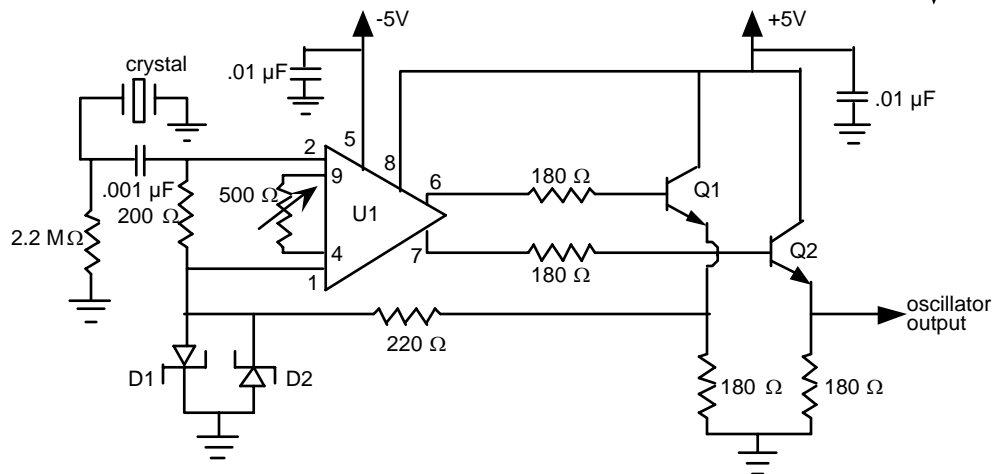 -5V
+5V
.01 µF
crystal
.01 µF
5
2
8
.001 µF
9
500 Ω
6
180 Ω
Q1
200 Ω
U1
2.2 MΩ
4
7
Q2
1
180 Ω
oscillator
output
220 Ω
D1
D2
180 Ω
180 Ω